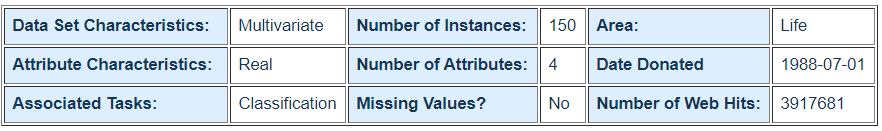 Data Set Characteristics: Multivariate Number of Instances: 150 Area: Life
Attribute Characteristics: Real Number of Attributes: 4 Date Donated 1988-07-01
Associated Tasks: Classification Missing Values? No Number of Web Hits: 3917681